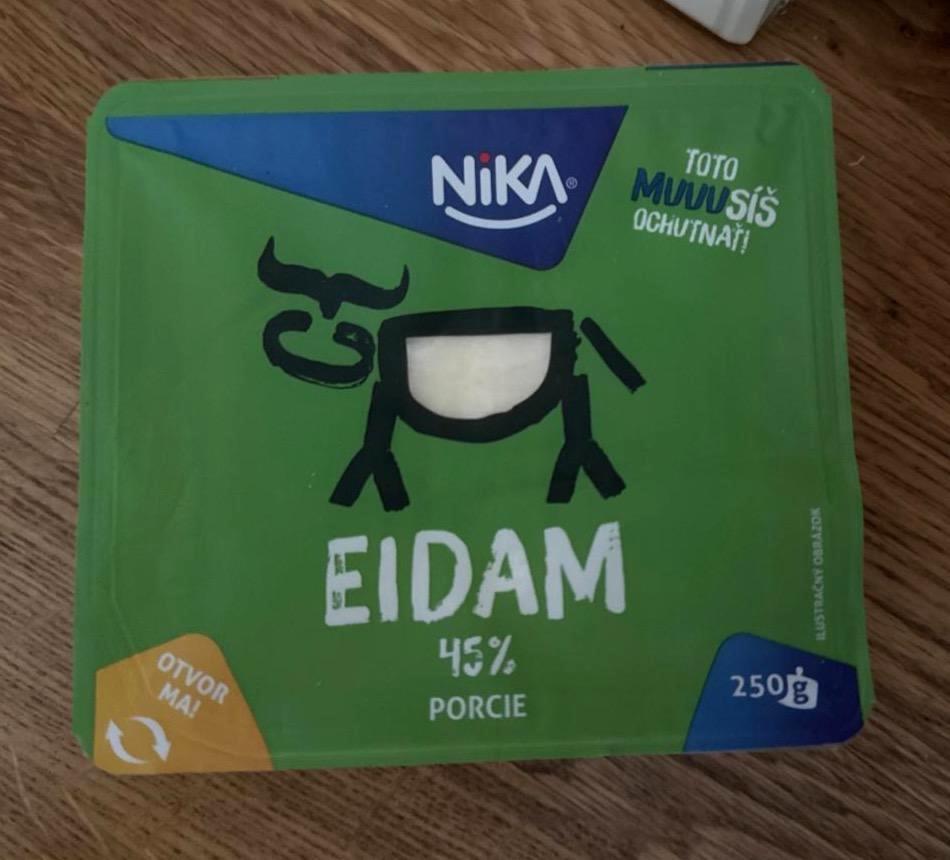 NiKA®
TOTO
MUUUSÍŠ
OCHUTNAŤ!
EIDAM
45%
PORCIE
ILUSTRAČNÝ OBRÁZOK
OTVOR
MA!
250g